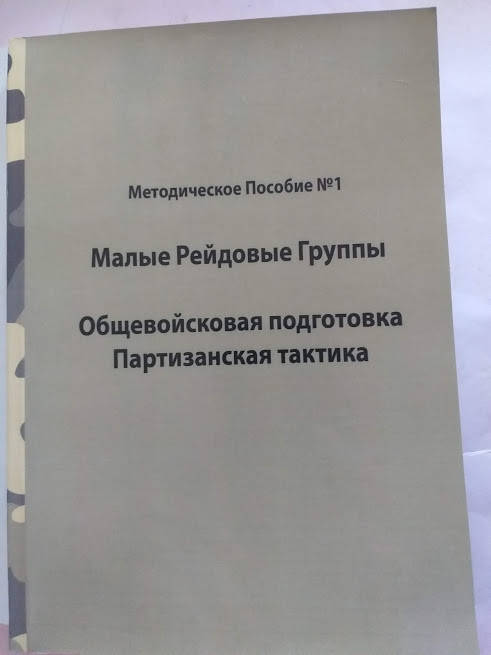 Методическое Пособие №1
Малые Рейдовые Группы
Общевойсковая подготовка
Партизанская тактика